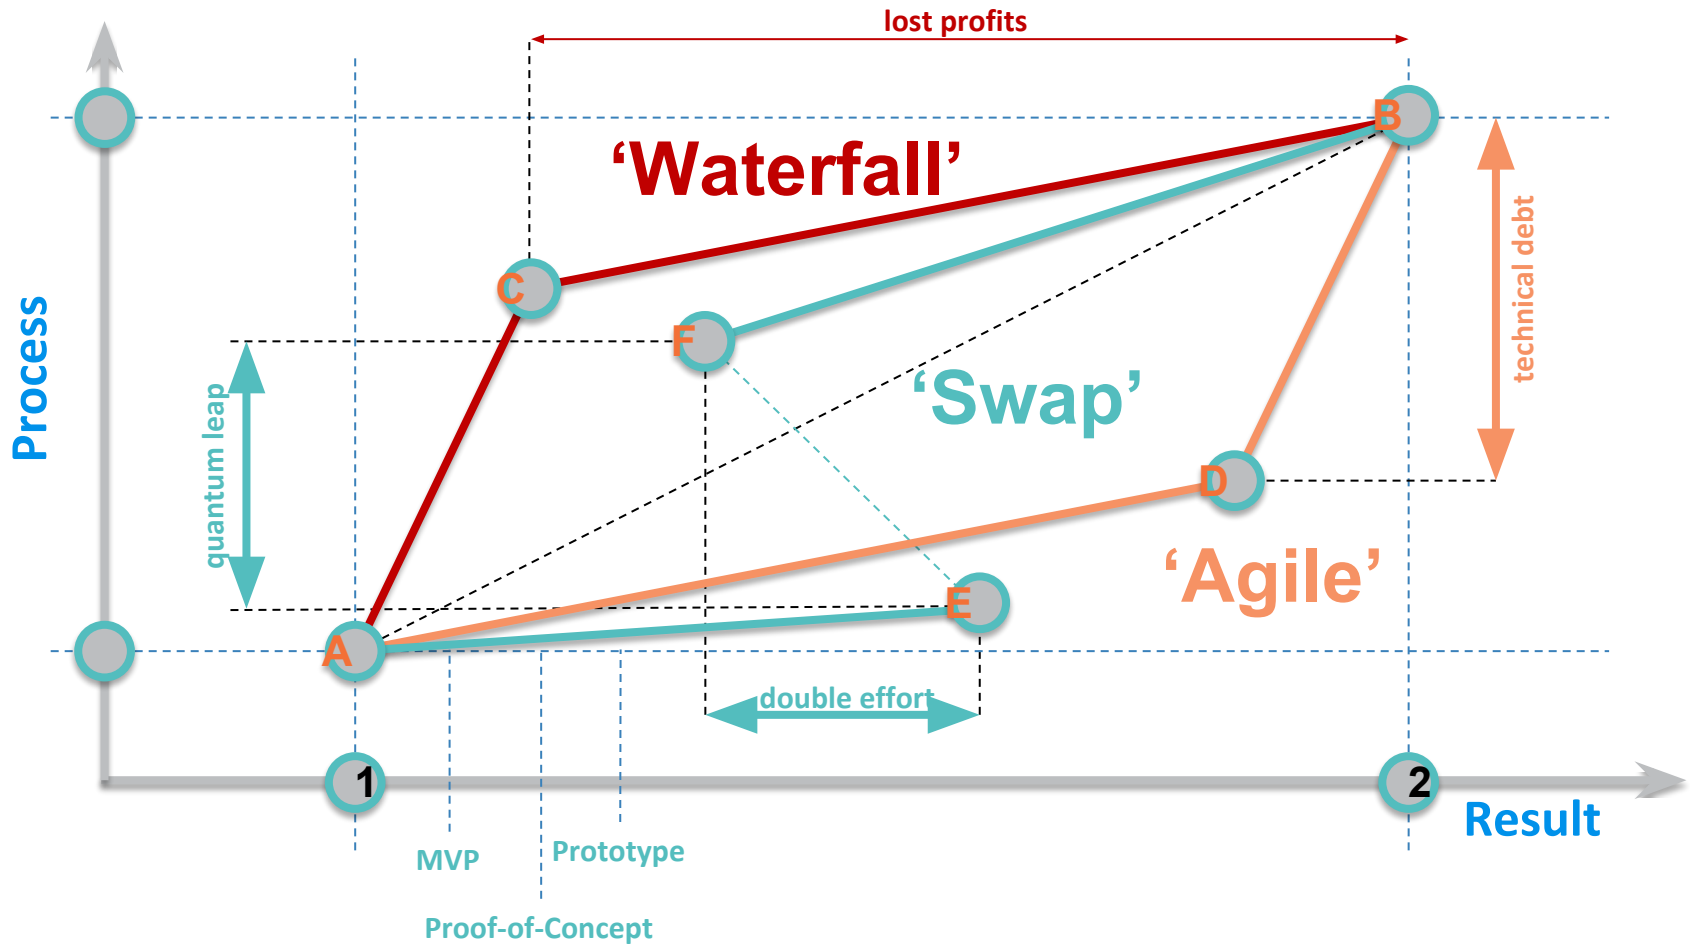 lost profits
B
‘Waterfall’
technical debt
C
Process
F
‘Swap’
quantum leap
D
‘Agile’
E
A
double effort
1
2
Result
MVP
Prototype
Proof-of-Concept